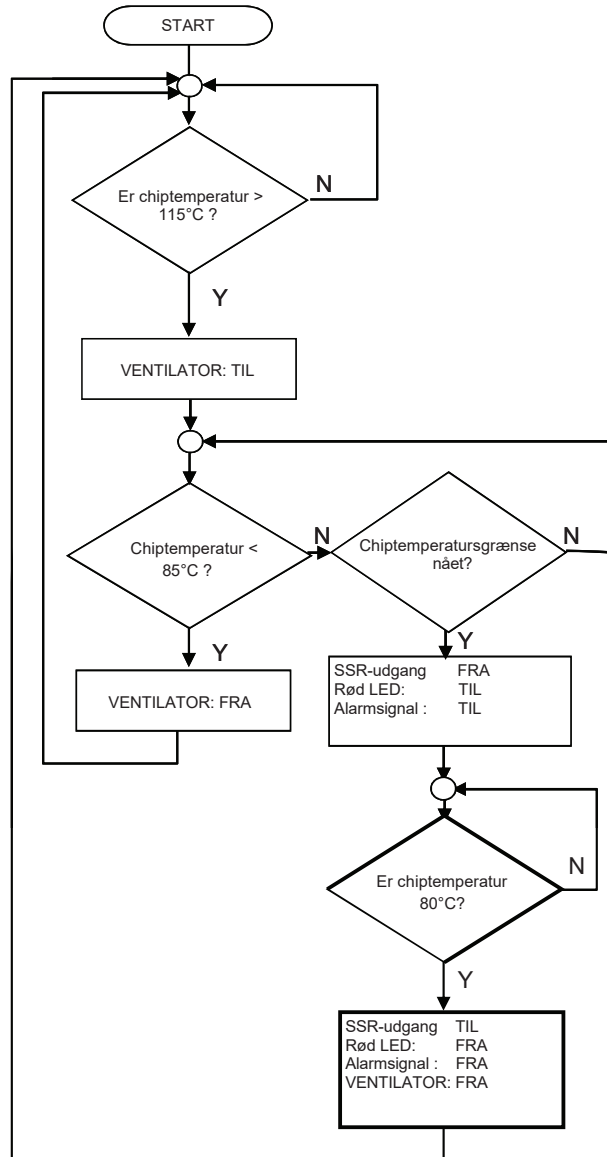 START
Er chiptemperatur >
115°C ?
N
Y
VENTILATOR: TIL
Chiptemperatur <
85°C ?
N
Chiptemperatursgrænse
nået?
N
Y
Y
VENTILATOR: FRA
SSR-udgang FRA
Rød LED: TIL
Alarmsignal : TIL
Er chiptemperatur
80°C?
N
Y
SSR-udgang TIL
Rød LED: FRA
Alarmsignal : FRA
VENTILATOR: FRA